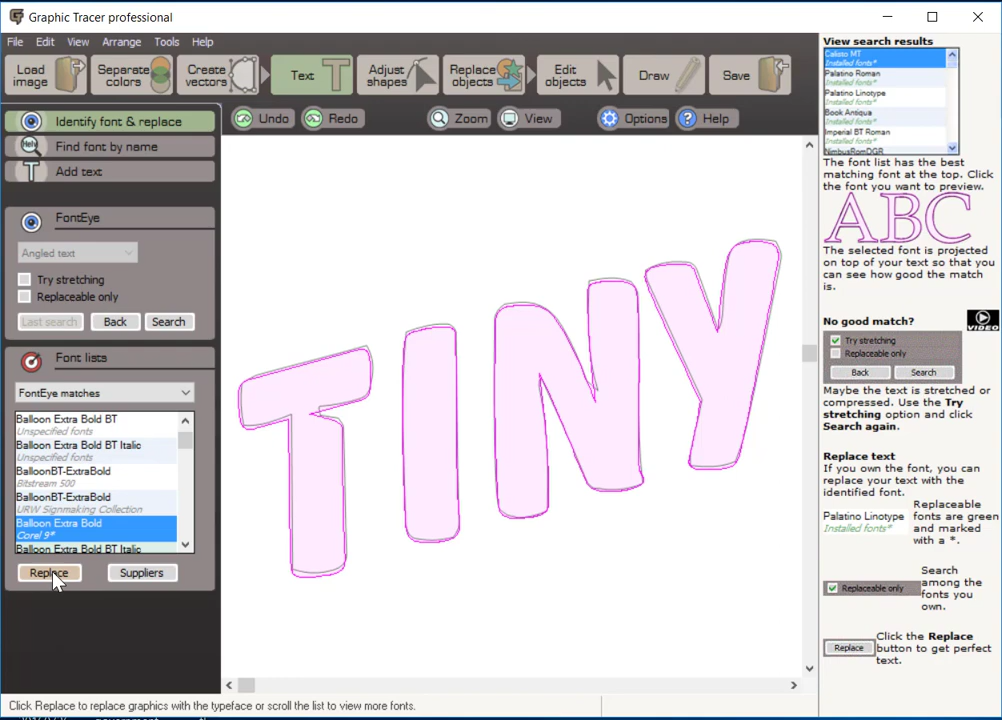 Graphic Tracer professional
File Edit View Arrange Tools Help
Load image
Separate colors
Create vectors
Text
Adjust shapes
Replace objects
Edit objects
Draw
Save
Identify font & replace
Find font by name
Add text
Undo
Redo
Zoom
View
Options
Help
FontEye
Angled text
Try stretching
Replaceable only
Last search
Back
Search
Font lists
FontEye matches
Balloon Extra Bold BT
Unspecified fonts
Balloon Extra Bold BT Italic
Unspecified fonts
BalloonBT-ExtraBold
Bitstream 500
BalloonBT-ExtraBold
URW Signmaking Collection
Balloon Extra Bold
Corel 9*
Balloon Extra Bold BT Italic
Replace
Suppliers
TINY
View search results
Calisto MT
Installed fonts*
Palatino Roman
Installed fonts*
Palatino Linotype
Installed fonts*
Book Antiqua
Installed fonts*
Imperial BT Roman
Installed fonts*
NimbusRomDGR
The font list has the best
matching font at the top. Click
the font you want to preview.
ABC
The selected font is projected
on top of your text so that you
can see how good the match
is.
No good match?
VIDEO
Try stretching
Replaceable only
Back
Search
Maybe the text is stretched or
compressed. Use the Try
stretching option and click
Search again.
Replace text
If you own the font, you can
replace your text with the
identified font.
Palatino Linotype
Installed fonts*
Replaceable
fonts are green
and marked
with a *.
Replaceable only
Search
among the
fonts you
own.
Replace
Click the Replace
button to get perfect
text.
Click Replace to replace graphics with the typeface or scroll the list to view more fonts.